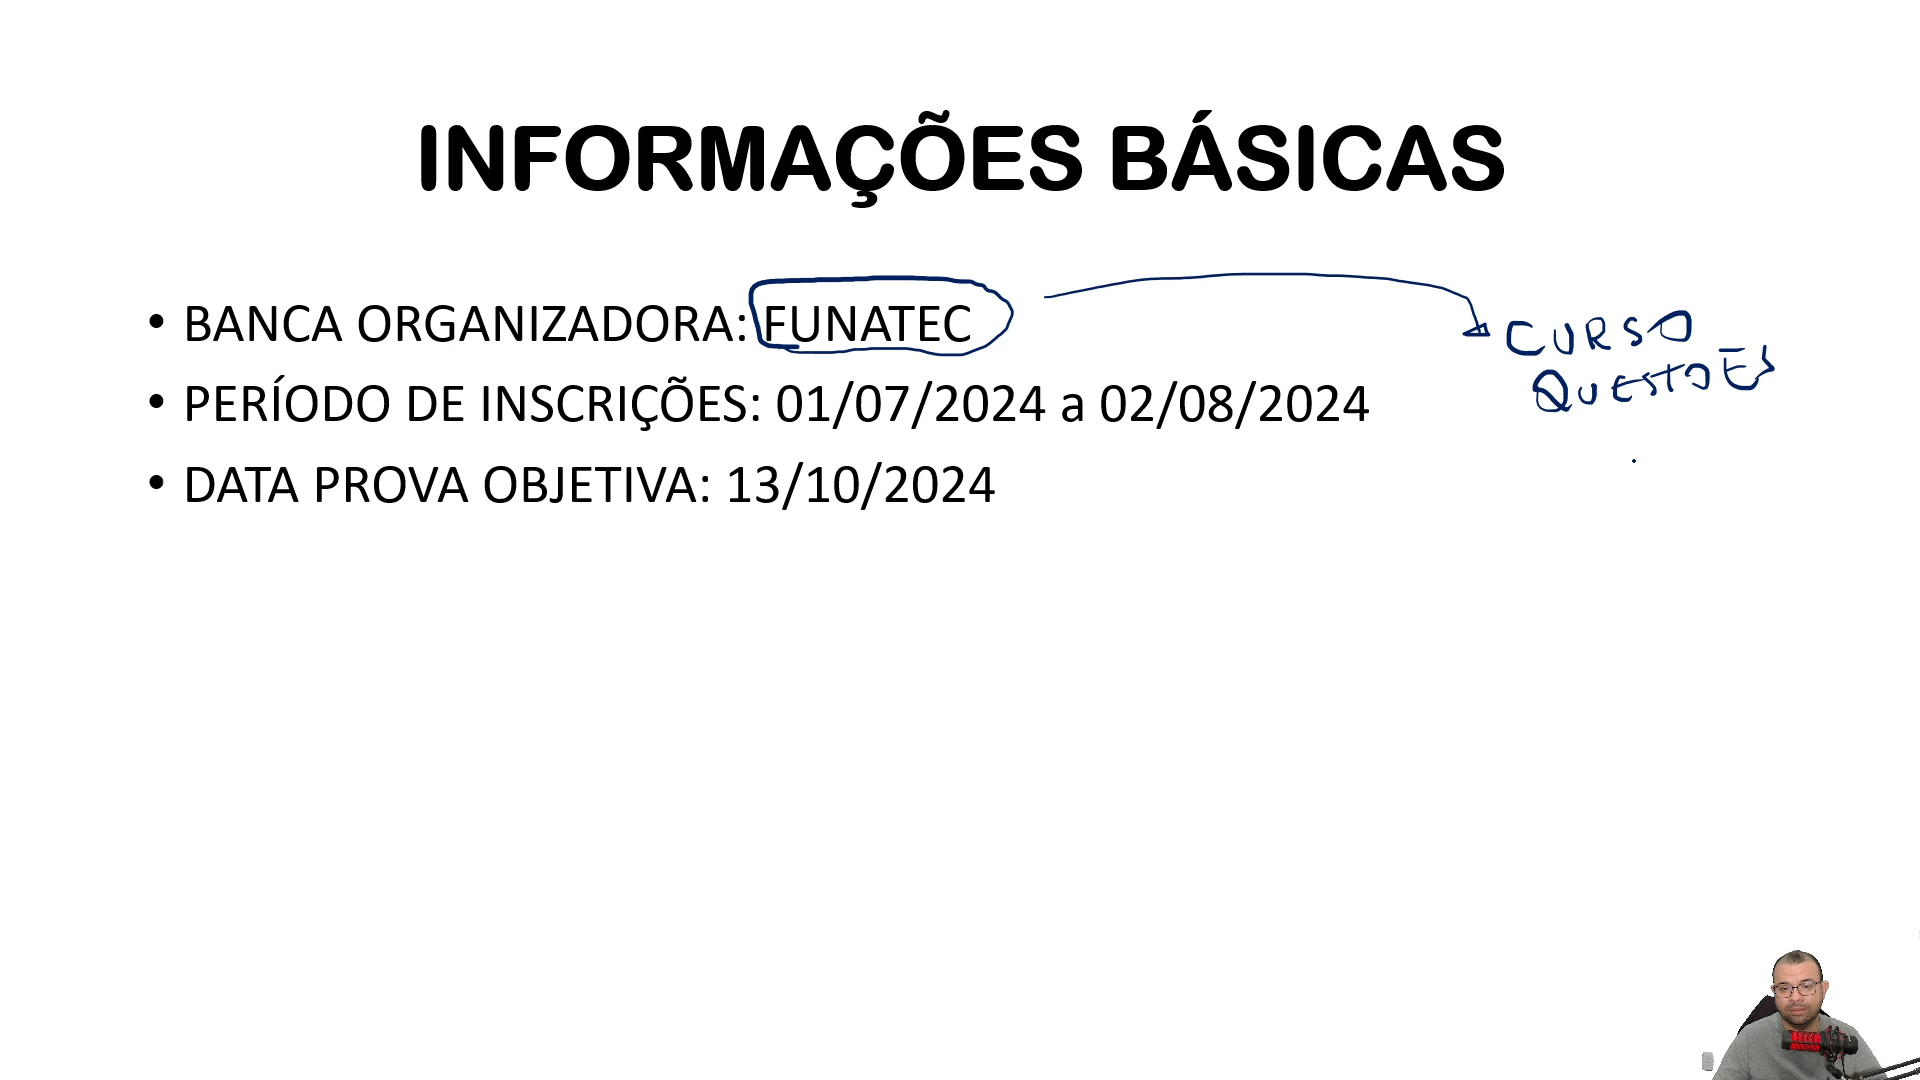 INFORMAÇÕES BÁSICAS
• BANCA ORGANIZADORA: FUNATEC
CURSO
QUESTÕES
• PERÍODO DE INSCRIÇÕES: 01/07/2024 a 02/08/2024
• DATA PROVA OBJETIVA: 13/10/2024